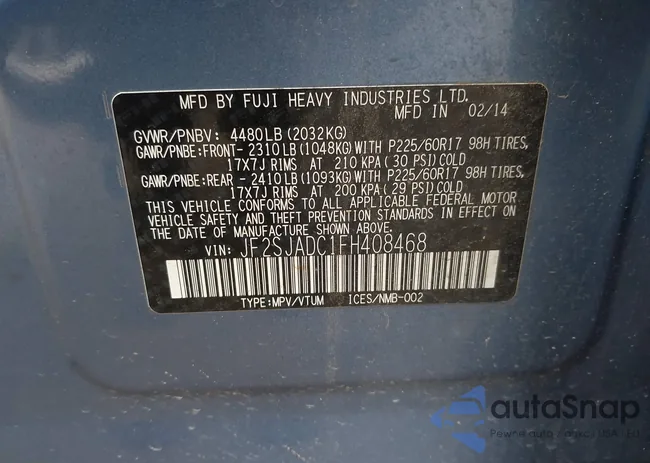 MFD BY FUJI HEAVY INDUSTRIES LTD.
MFD IN 02/14
GVWR/PNBV: 4480LB(2032KG)
GAWR/PNBE:FRONT-2310LB(1048KG)WITH P225/60R17 98H TIRES,
17X7J RIMS AT 210 KPA(30 PSI)COLD
GAWR/PNBE:REAR -2410LB(1093KG)WITH P225/60R17 98H TIRES,
17X7J RIMS AT 200 KPA(29 PSI)COLD
THIS VEHICLE CONFORMS TO ALL APPLICABLE FEDERAL MOTOR
VEHICLE SAFETY AND THEFT PREVENTION STANDARDS IN EFFECT ON
THE DATE OF MANUFACTURE SHOWN ABOVE.
VIN: JF2SJADC1FH408468
TYPE:MPV/VTUM ICES/NMB-002
autoSnap